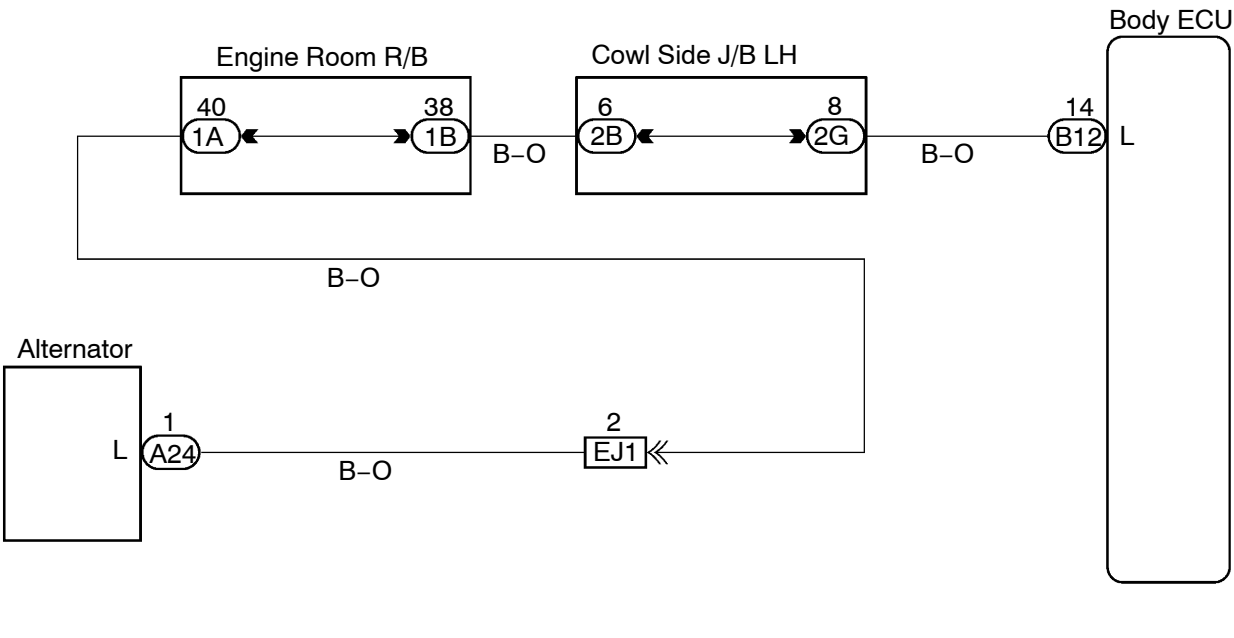 Body ECU
Engine Room R/B
Cowl Side J/B LH
40
38
6
8
14
1A
1B
2B
2G
B12
L
B−O
B−O
B−O
Alternator
1
2
L
A24
EJ1
B−O